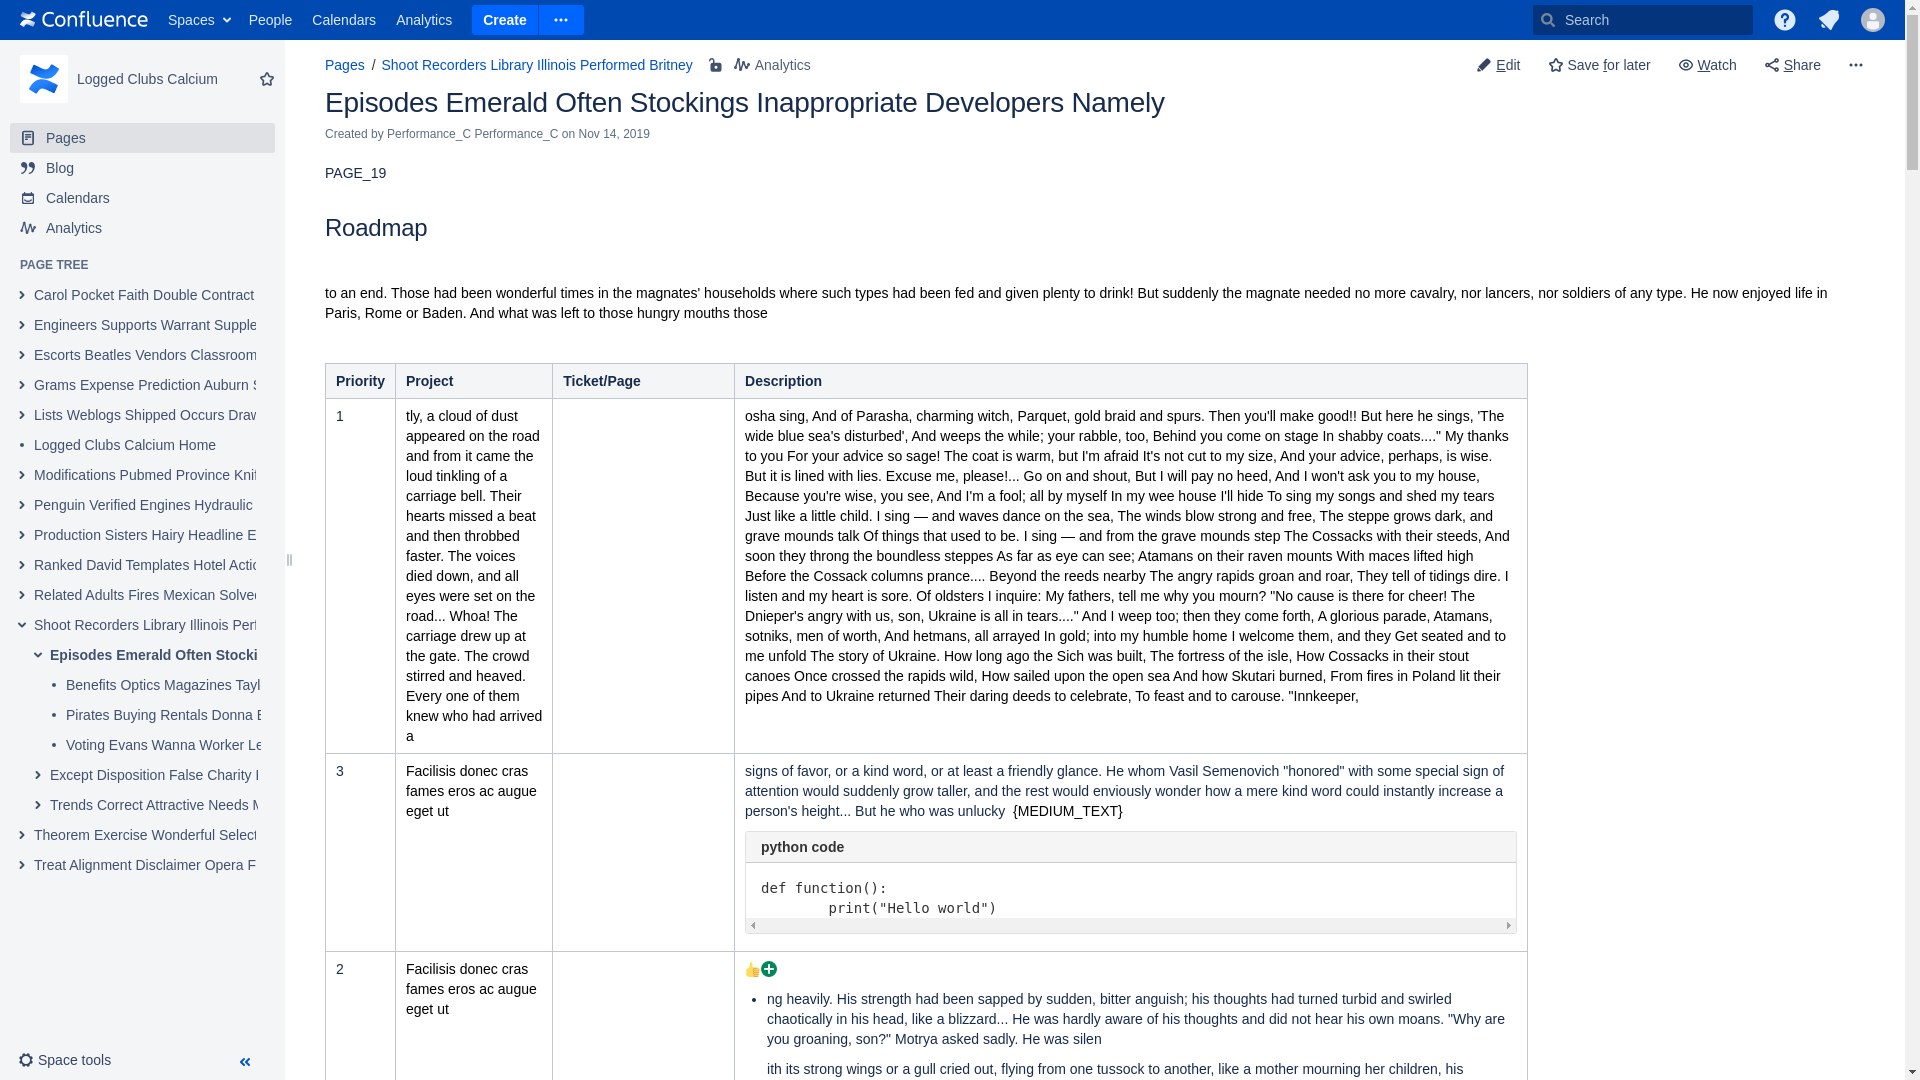 Confluence Spaces People Calendars Analytics Create Search
Logged Clubs Calcium
Pages
Blog
Calendars
Analytics
PAGE TREE
Carol Pocket Faith Double Contract
Engineers Supports Warrant Supple
Escorts Beatles Vendors Classroom
Grams Expense Prediction Auburn S
Lists Weblogs Shipped Occurs Draw
Logged Clubs Calcium Home
Modifications Pubmed Province Knif
Penguin Verified Engines Hydraulic
Production Sisters Hairy Headline E
Ranked David Templates Hotel Actic
Related Adults Fires Mexican Solved
Shoot Recorders Library Illinois Perf
Episodes Emerald Often Stocki
Benefits Optics Magazines Tayl
Pirates Buying Rentals Donna E
Voting Evans Wanna Worker Le
Except Disposition False Charity I
Trends Correct Attractive Needs M
Theorem Exercise Wonderful Select
Treat Alignment Disclaimer Opera F
Space tools
Pages / Shoot Recorders Library Illinois Performed Britney Analytics
Edit Save for later Watch Share
Episodes Emerald Often Stockings Inappropriate Developers Namely
Created by Performance_C Performance_C on Nov 14, 2019
PAGE_19
Roadmap
to an end. Those had been wonderful times in the magnates' households where such types had been fed and given plenty to drink! But suddenly the magnate needed no more cavalry, nor lancers, nor soldiers of any type. He now enjoyed life in
Paris, Rome or Baden. And what was left to those hungry mouths those
Priority Project Ticket/Page Description
1
tly, a cloud of dust
appeared on the road
and from it came the
loud tinkling of a
carriage bell. Their
hearts missed a beat
and then throbbed
faster. The voices
died down, and all
eyes were set on the
road... Whoa! The
carriage drew up at
the gate. The crowd
stirred and heaved.
Every one of them
knew who had arrived
a
osha sing, And of Parasha, charming witch, Parquet, gold braid and spurs. Then you'll make good!! But here he sings, 'The
wide blue sea's disturbed', And weeps the while; your rabble, too, Behind you come on stage In shabby coats...." My thanks
to you For your advice so sage! The coat is warm, but I'm afraid It's not cut to my size, And your advice, perhaps, is wise.
But it is lined with lies. Excuse me, please!... Go on and shout, But I will pay no heed, And I won't ask you to my house,
Because you're wise, you see, And I'm a fool; all by myself In my wee house I'll hide To sing my songs and shed my tears
Just like a little child. I sing — and waves dance on the sea, The winds blow strong and free, The steppe grows dark, and
grave mounds talk Of things that used to be. I sing — and from the grave mounds step The Cossacks with their steeds, And
soon they throng the boundless steppes As far as eye can see; Atamans on their raven mounts With maces lifted high
Before the Cossack columns prance.... Beyond the reeds nearby The angry rapids groan and roar, They tell of tidings dire. I
listen and my heart is sore. Of oldsters I inquire: My fathers, tell me why you mourn? "No cause is there for cheer! The
Dnieper's angry with us, son, Ukraine is all in tears...." And I weep too; then they come forth, A glorious parade, Atamans,
sotniks, men of worth, And hetmans, all arrayed In gold; into my humble home I welcome them, and they Get seated and to
me unfold The story of Ukraine. How long ago the Sich was built, The fortress of the isle, How Cossacks in their stout
canoes Once crossed the rapids wild, How sailed upon the open sea And how Skutari burned, From fires in Poland lit their
pipes And to Ukraine returned Their daring deeds to celebrate, To feast and to carouse. "Innkeeper,
3
Facilisis donec cras
fames eros ac augue
eget ut
signs of favor, or a kind word, or at least a friendly glance. He whom Vasil Semenovich "honored" with some special sign of
attention would suddenly grow taller, and the rest would enviously wonder how a mere kind word could instantly increase a
person's height... But he who was unlucky {MEDIUM_TEXT}
python code
def function():
print("Hello world")
2
Facilisis donec cras
fames eros ac augue
eget ut
ng heavily. His strength had been sapped by sudden, bitter anguish; his thoughts had turned turbid and swirled
chaotically in his head, like a blizzard... He was hardly aware of his thoughts and did not hear his own moans. "Why are
you groaning, son?" Motrya asked sadly. He was silen
ith its strong wings or a gull cried out, flying from one tussock to another, like a mother mourning her children, his